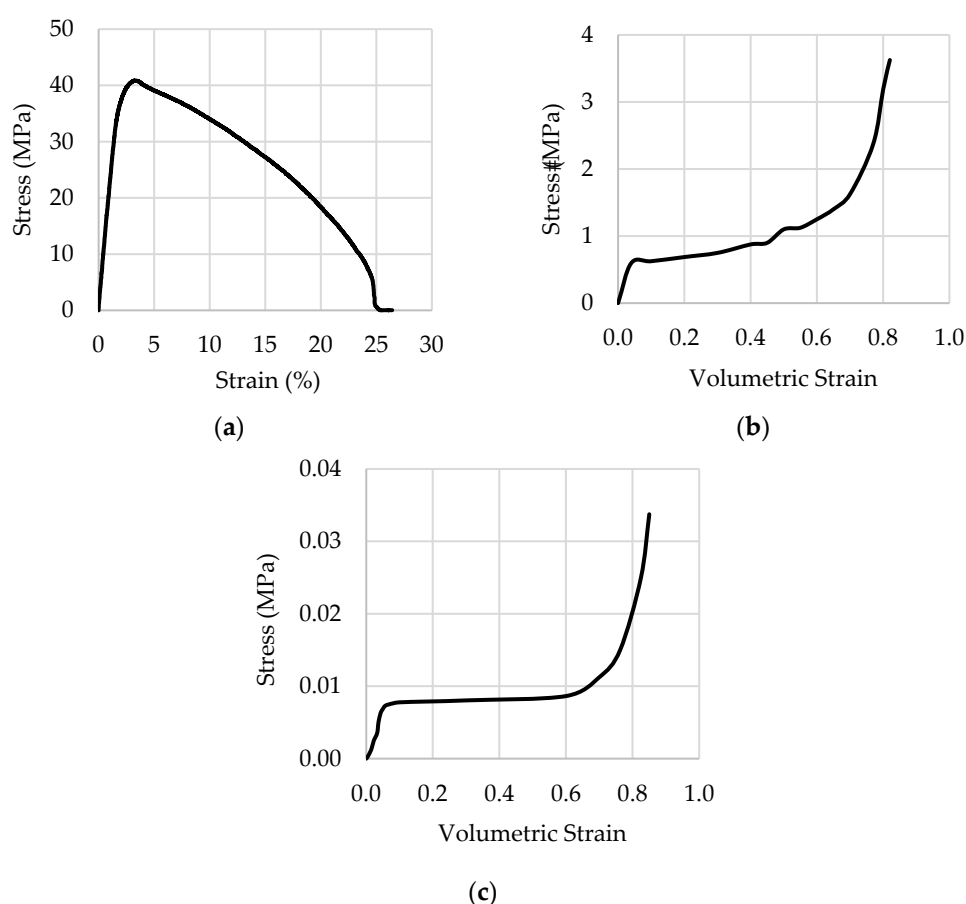 50
40
30
20
10
0
Stress (MPa)
0 5 10 15 20 25 30
Strain (%)
(a)
4
3
2
1
0
Stress (MPa)
0.0 0.2 0.4 0.6 0.8 1.0
Volumetric Strain
(b)
0.04
0.03
0.02
0.01
0.00
Stress (MPa)
0.0 0.2 0.4 0.6 0.8 1.0
Volumetric Strain
(c)